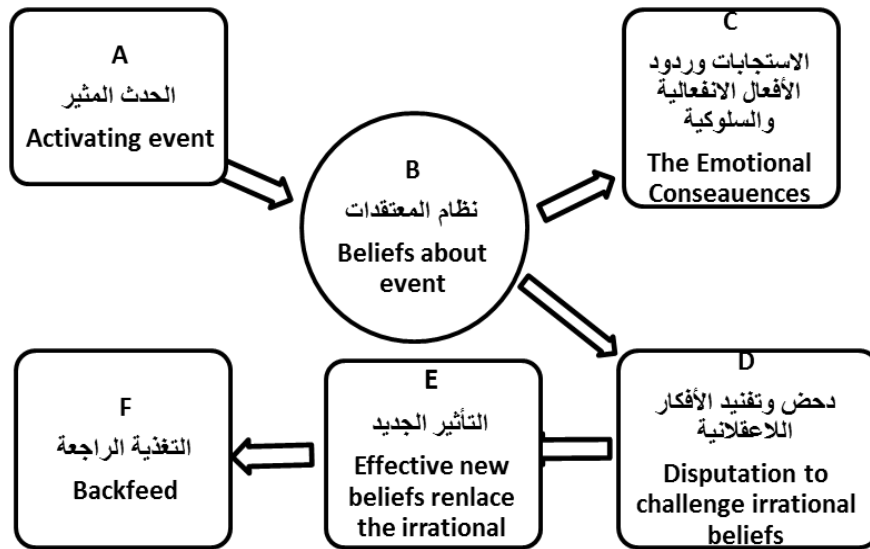 A
الحدث المثير
Activating event
B
نظام المعتقدات
Beliefs about
event
C
الاستجابات وردود
الأفعال الانفعالية
والسلوكية
The Emotional
Conseauences
D
دحض وتفنيد الأفكار
اللاعقلانية
Disputation to
challenge irrational
beliefs
E
التأثير الجديد
Effective new
beliefs renlace
the irrational
F
التغذية الراجعة
Backfeed